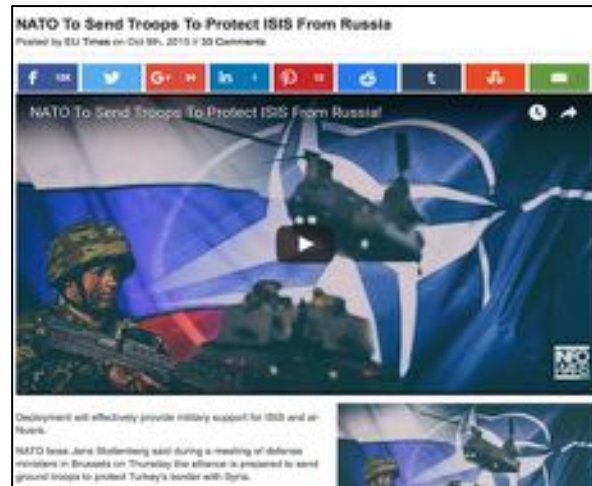 NATO To Send Troops To Protect ISIS From Russia
Posted by EU Times on Oct 9th, 2015 // 33 Comments
NATO To Send Troops To Protect ISIS From Russia!
INFO
WARS
Deployment will effectively provide military support for ISIS and al-
Nusra.
NATO boss Jens Stoltenberg said during a meeting of defense
ministers in Brussels on Thursday the alliance is prepared to send
ground troops to protect Turkey's border with Syria.